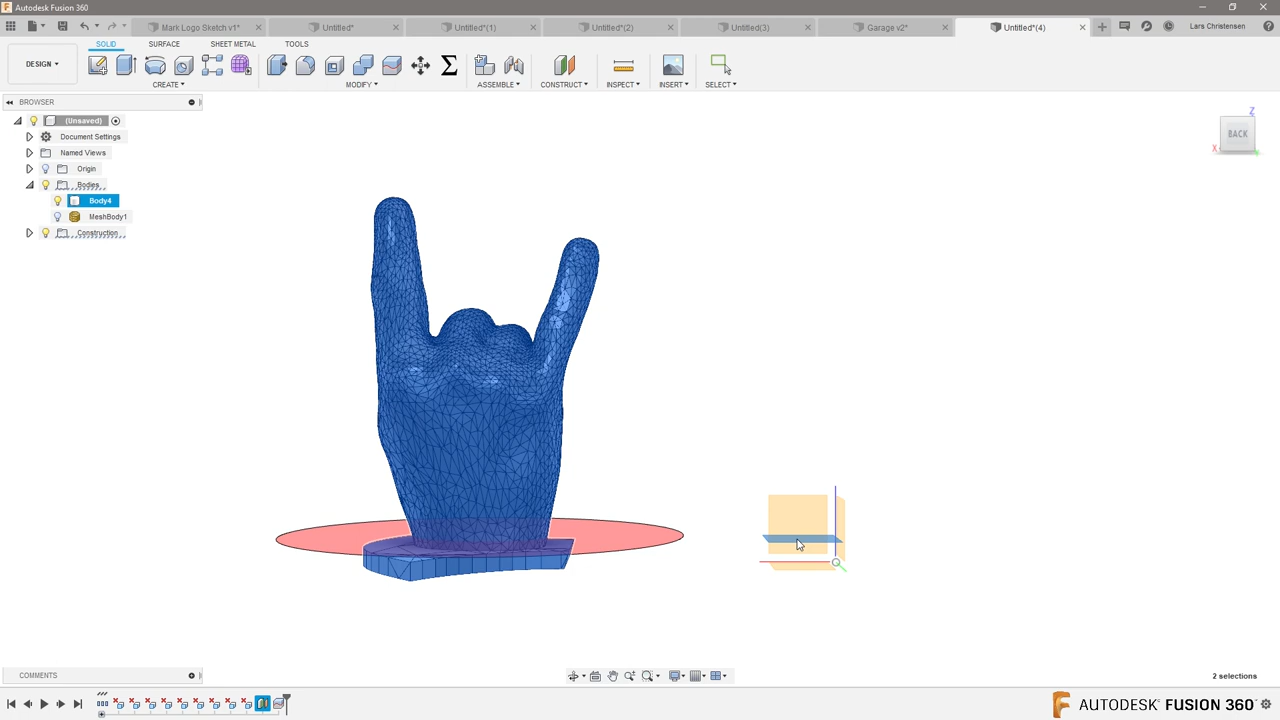 Autodesk Fusion 360
Mark Logo Sketch v1*
Untitled*
Untitled*(1)
Untitled*(2)
Untitled(3)
Garage v2*
Untitled*(4)
Lars Christensen
DESIGN
SOLID
SURFACE
SHEET METAL
TOOLS
CREATE
MODIFY
ASSEMBLE
CONSTRUCT
INSPECT
INSERT
SELECT
BROWSER
(Unsaved)
Document Settings
Named Views
Origin
Bodies
Body4
MeshBody1
Construction
Z
BACK
X
COMMENTS
2 selections
AUTODESK® FUSION 360™